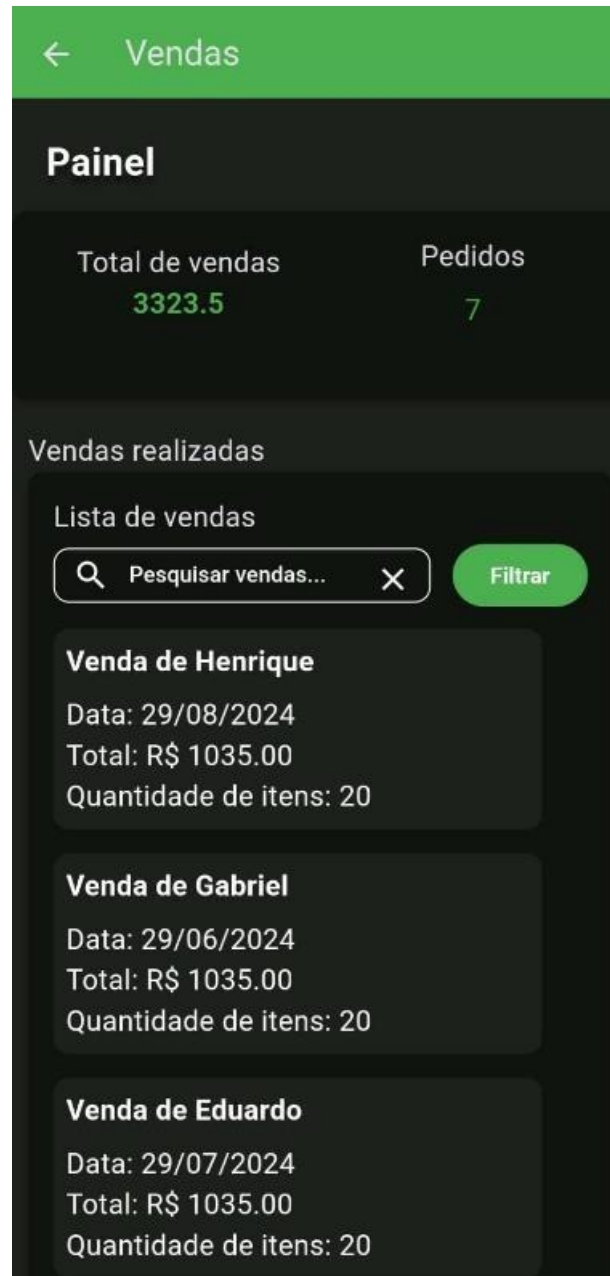 Vendas
Painel
Total de vendas
3323.5
Pedidos
7
Vendas realizadas
Lista de vendas
Pesquisar vendas...
Filtrar
Venda de Henrique
Data: 29/08/2024
Total: R$ 1035.00
Quantidade de itens: 20
Venda de Gabriel
Data: 29/06/2024
Total: R$ 1035.00
Quantidade de itens: 20
Venda de Eduardo
Data: 29/07/2024
Total: R$ 1035.00
Quantidade de itens: 20